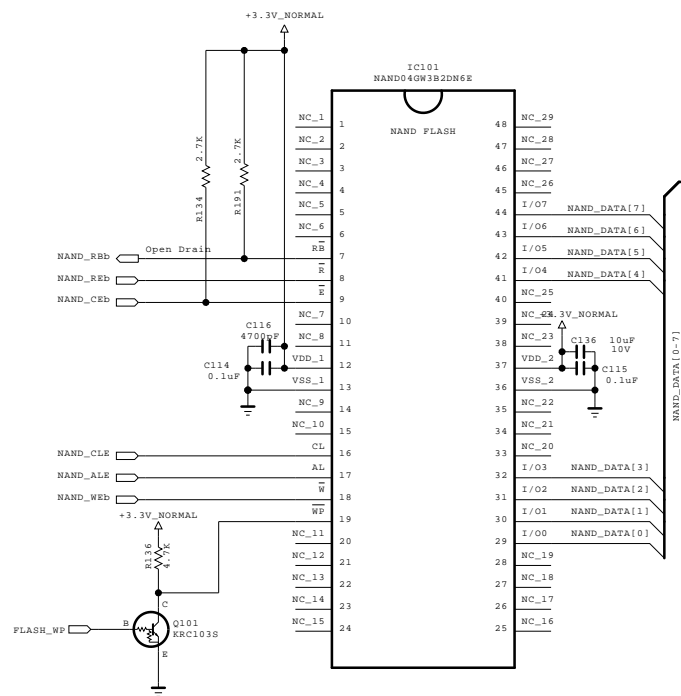 +3.3V_NORMAL
IC101
NAND04GW3B2DN6E
NAND FLASH
2.7K
R134
2.7K
R191
NC_1 1
NC_2 2
NC_3 3
NC_4 4
NC_5 5
NC_6 6
NAND_RBb Open Drain RB 7
NAND_REb R 8
NAND_CEb E 9
NC_7 10
NC_8 11
VDD_1 12
VSS_1 13
NC_9 14
NC_10 15
NAND_CLE CL 16
NAND_ALE AL 17
NAND_WEb W 18
WP 19
NC_11 20
NC_12 21
NC_13 22
NC_14 23
NC_15 24
C116
4700pF
C114
0.1uF
+3.3V_NORMAL
R136
4.7K
C
B
E
Q101
KRC103S
FLASH_WP
48 NC_29
47 NC_28
46 NC_27
45 NC_26
44 I/O7 NAND_DATA[7]
43 I/O6 NAND_DATA[6]
42 I/O5 NAND_DATA[5]
41 I/O4 NAND_DATA[4]
40 NC_25
39 NC_24
+3.3V_NORMAL
38 NC_23
37 VDD_2
36 VSS_2
35 NC_22
34 NC_21
33 NC_20
32 I/O3 NAND_DATA[3]
31 I/O2 NAND_DATA[2]
30 I/O1 NAND_DATA[1]
29 I/O0 NAND_DATA[0]
28 NC_19
27 NC_18
26 NC_17
25 NC_16
C136 10uF
10V
C115
0.1uF
NAND_DATA[0-7]